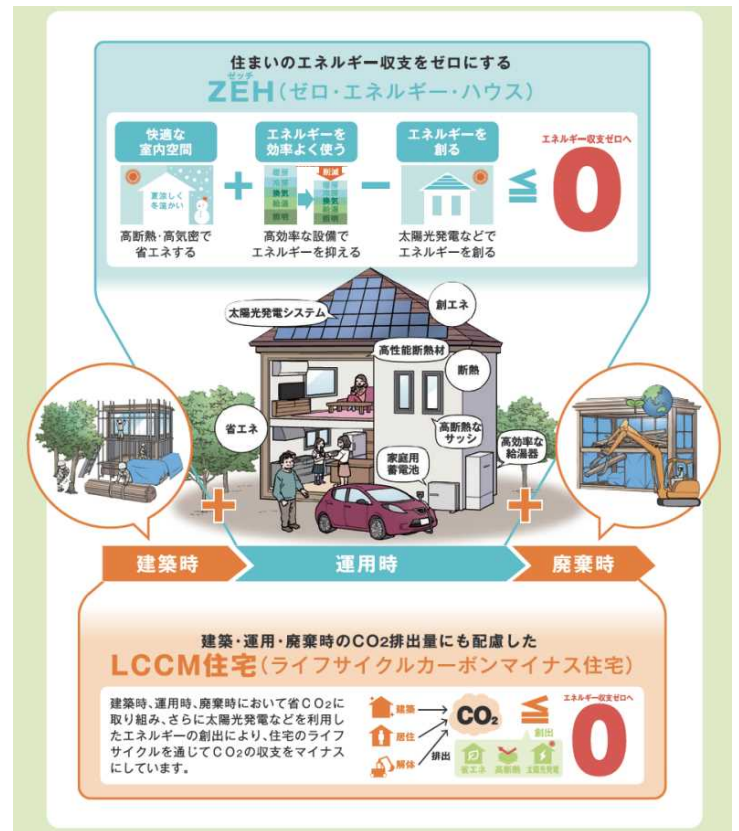 住まいのエネルギー収支をゼロにする
ゼッチ
ZEH(ゼロ・エネルギー・ハウス)
快適な
室内空間
夏涼しく
冬温かい
高断熱・高気密で
省エネする
+
エネルギーを
効率よく使う
暖房
冷房
換気
給湯
照明
削減
暖房
冷房
換気
給湯
照明
高効率な設備で
エネルギーを抑える
−
エネルギーを
創る
太陽光発電などで
エネルギーを創る
≦
エネルギー収支ゼロへ
0
太陽光発電システム
創エネ
高性能断熱材
断熱
省エネ
高断熱な
サッシ
高効率な
給湯器
家庭用
蓄電池
+
+
建築時
運用時
廃棄時
建築・運用・廃棄時のCO2排出量にも配慮した
LCCM住宅(ライフサイクルカーボンマイナス住宅)
建築時、運用時、廃棄時において省CO2に
取り組み、さらに太陽光発電などを利用し
たエネルギーの創出により、住宅のライフ
サイクルを通じてCO2の収支をマイナス
にしています。
建築
居住
解体
排出
CO2
≦
創出
省エネ
高断熱
太陽光発電
エネルギー収支ゼロへ
0